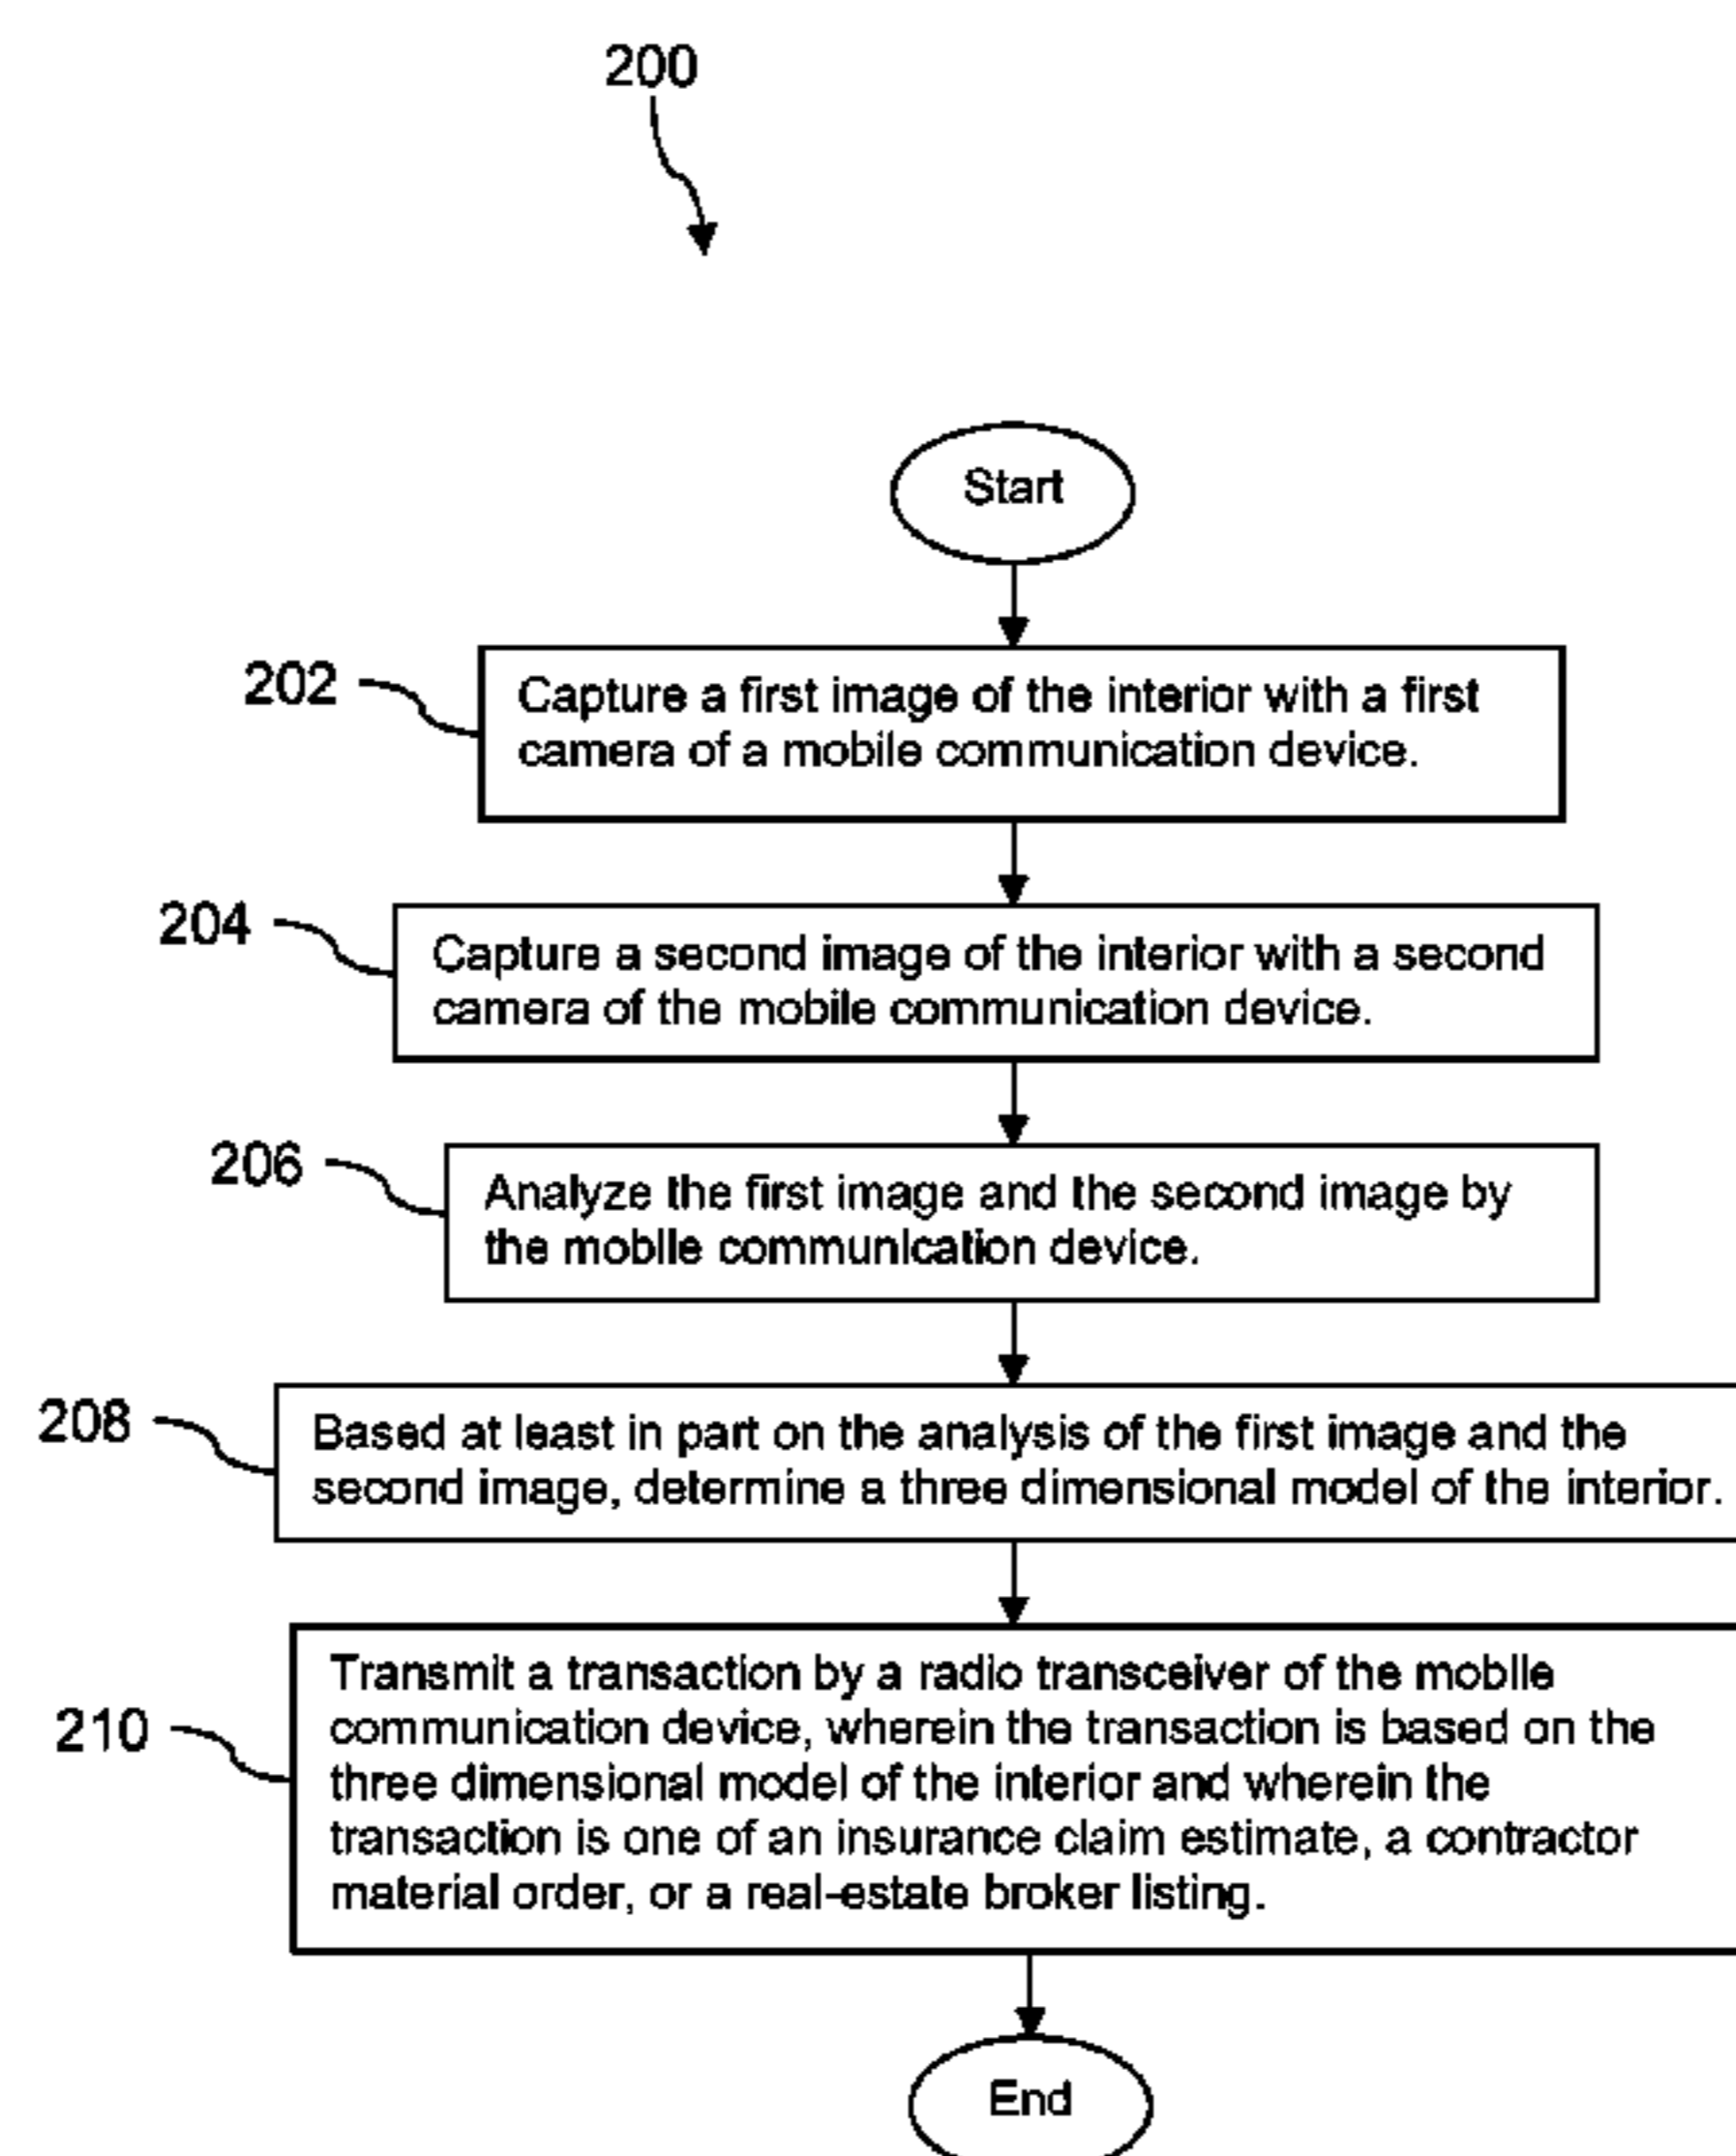 200
Start
202
Capture a first image of the interior with a first
camera of a mobile communication device.
204
Capture a second image of the interior with a second
camera of the mobile communication device.
206
Analyze the first image and the second image by
the mobile communication device.
208
Based at least in part on the analysis of the first image and the
second image, determine a three dimensional model of the interior.
210
Transmit a transaction by a radio transceiver of the mobile
communication device, wherein the transaction is based on the
three dimensional model of the interior and wherein the
transaction is one of an insurance claim estimate, a contractor
material order, or a real-estate broker listing.
End